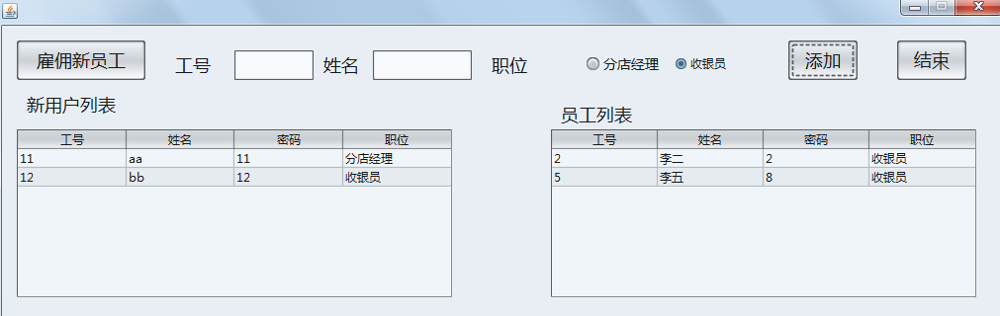 雇佣新员工 工号 姓名 职位 分店经理 收银员 添加 结束
新用户列表
员工列表
工号 姓名 密码 职位
11 aa 11 分店经理
12 bb 12 收银员
工号 姓名 密码 职位
2 李二 2 收银员
5 李五 8 收银员